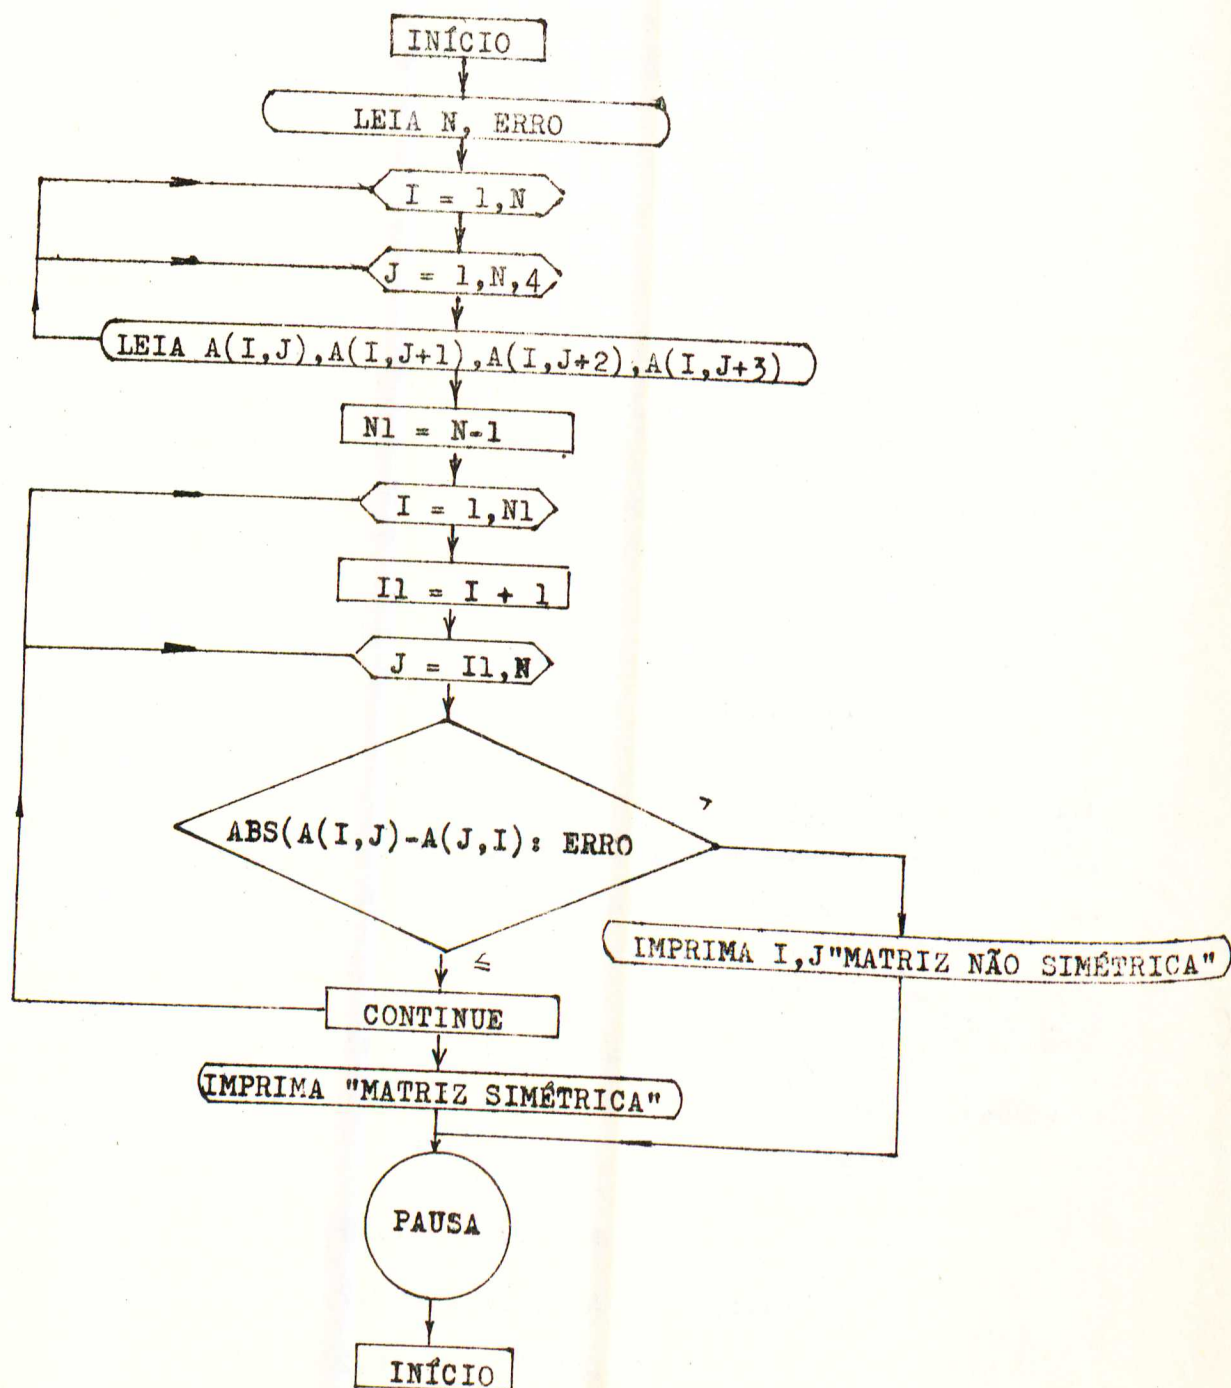 INÍCIO
LEIA N, ERRO
I = 1,N
J = 1,N,4
LEIA A(I,J),A(I,J+1),A(I,J+2),A(I,J+3)
N1 = N-1
I = 1,N1
I1 = I + 1
J = I1,N
>
ABS(A(I,J)-A(J,I): ERRO
IMPRIMA I,J"MATRIZ NÃO SIMÉTRICA"
≤
CONTINUE
IMPRIMA "MATRIZ SIMÉTRICA"
PAUSA
INÍCIO